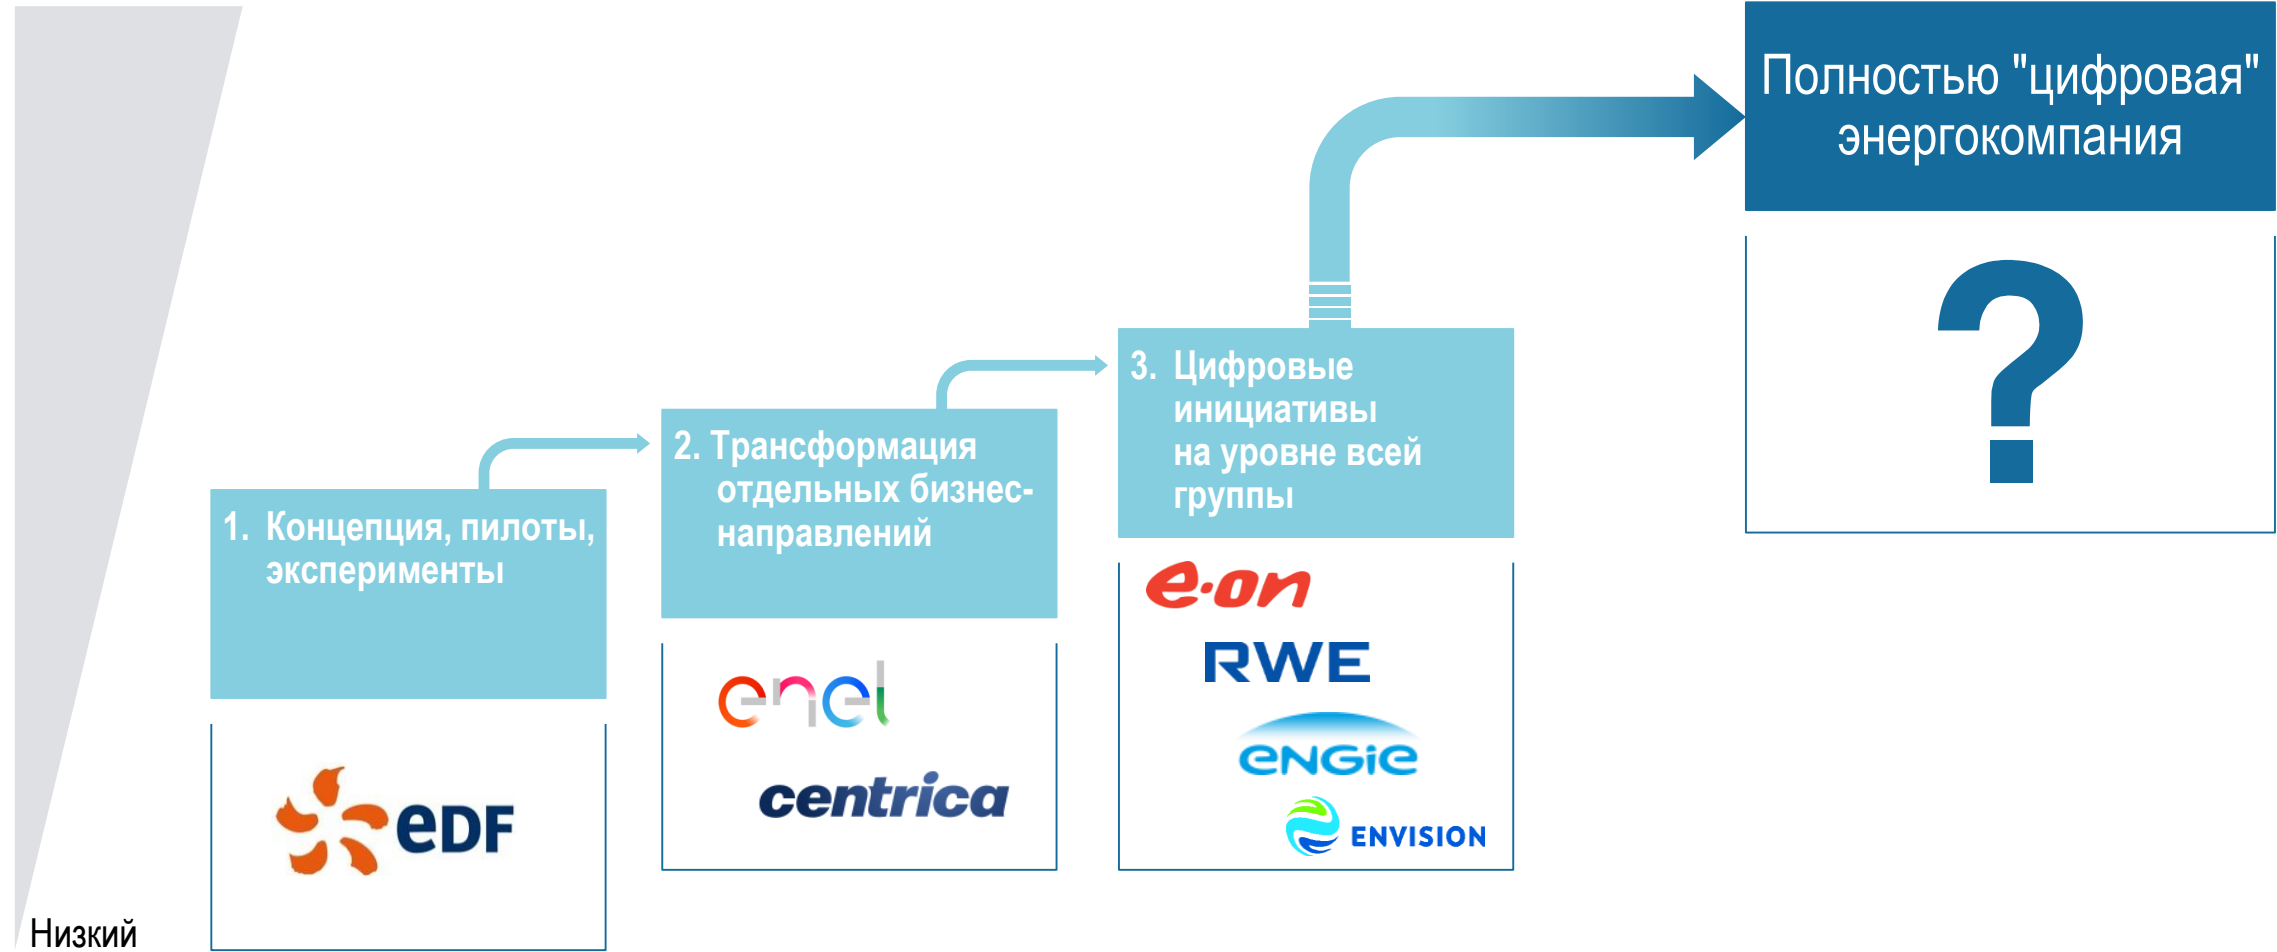 Полностью "цифровая"
энергокомпания
?
3. Цифровые
инициативы
на уровне всей
группы
2. Трансформация
отдельных бизнес-
направлений
1. Концепция, пилоты,
эксперименты
e·on
RWE
enel
eNGie
centrica
eDF
ENVISION
Низкий